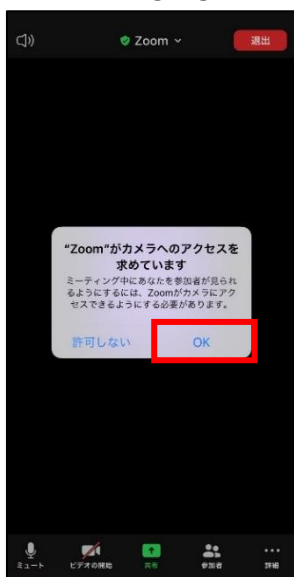 Zoom
退出
"Zoom"がカメラへのアクセスを
求めています
ミーティング中にあなたを参加者が見られ
るようにするには、Zoomがカメラにアク
セスできるようにする必要があります。
許可しない OK
ミュート ビデオの開始 共有 参加者 詳細